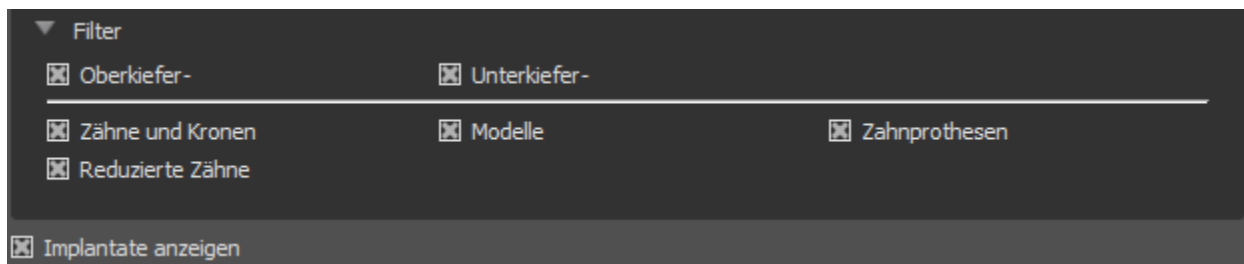 Filter
Oberkiefer- Unterkiefer-
Zähne und Kronen Modelle Zahnprothesen
Reduzierte Zähne
Implantate anzeigen